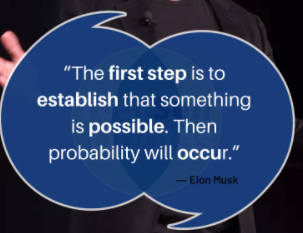 “The first step is to
establish that something
is possible. Then
probability will occur.”
— Elon Musk